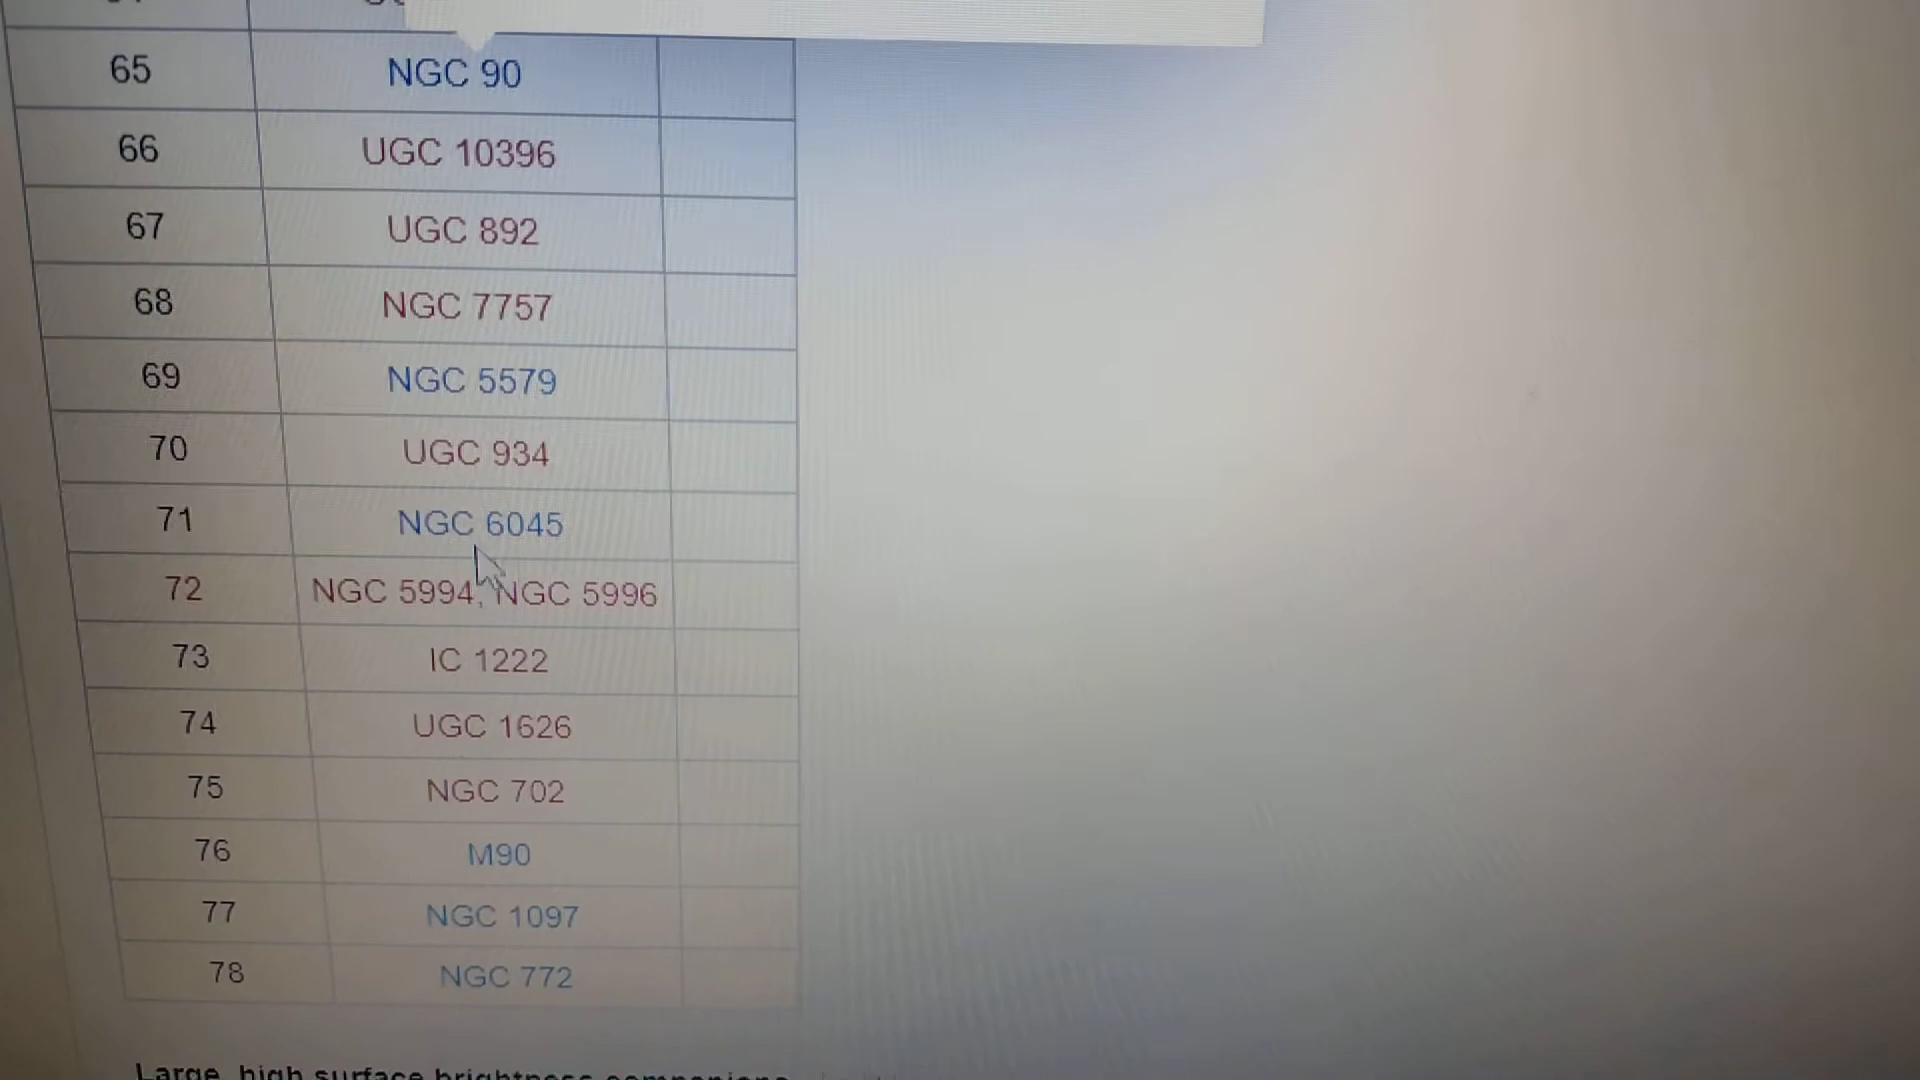 65 NGC 90
66 UGC 10396
67 UGC 892
68 NGC 7757
69 NGC 5579
70 UGC 934
71 NGC 6045
72 NGC 5994, NGC 5996
73 IC 1222
74 UGC 1626
75 NGC 702
76 M90
77 NGC 1097
78 NGC 772
Large, high surface brightness companions